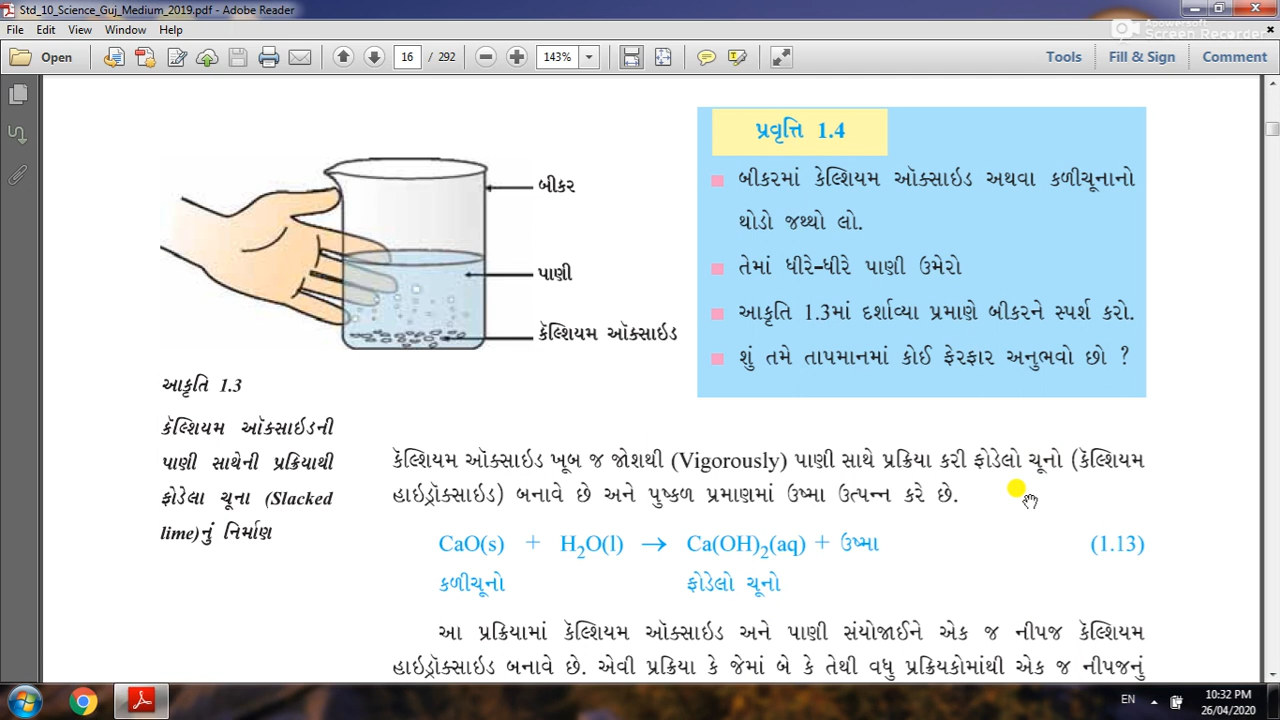 Std_10_Science_Guj_Medium_2019.pdf - Adobe Reader
File Edit View Window Help
Apowersoft
Screen Recorder
Open 16 / 292 143% Tools Fill & Sign Comment
પ્રવૃત્તિ 1.4
બીકરમાં કેલ્શિયમ ઑક્સાઇડ અથવા કળીચૂનાનો
થોડો જથ્થો લો.
તેમાં ધીરે-ધીરે પાણી ઉમેરો
આકૃતિ 1.3માં દર્શાવ્યા પ્રમાણે બીકરને સ્પર્શ કરો.
શું તમે તાપમાનમાં કોઈ ફેરફાર અનુભવો છો ?
બીકર
પાણી
કૅલ્શિયમ ઑક્સાઇડ
આકૃતિ 1.3
કૅલ્શિયમ ઑક્સાઇડની
પાણી સાથેની પ્રક્રિયાથી
ફોડેલા ચૂના (Slacked
lime)નું નિર્માણ
કૅલ્શિયમ ઑક્સાઇડ ખૂબ જ જોશથી (Vigorously) પાણી સાથે પ્રક્રિયા કરી ફોડેલો ચૂનો (કૅલ્શિયમ
હાઇડ્રૉક્સાઇડ) બનાવે છે અને પુષ્કળ પ્રમાણમાં ઉષ્મા ઉત્પન્ન કરે છે.
CaO(s) + H₂O(l) → Ca(OH)₂(aq) + ઉષ્મા (1.13)
કળીચૂનો ફોડેલો ચૂનો
આ પ્રક્રિયામાં કૅલ્શિયમ ઑક્સાઇડ અને પાણી સંયોજાઈને એક જ નીપજ કૅલ્શિયમ
હાઇડ્રૉક્સાઇડ બનાવે છે. એવી પ્રક્રિયા કે જેમાં બે કે તેથી વધુ પ્રક્રિયકોમાંથી એક જ નીપજનું
EN 10:32 PM
26/04/2020